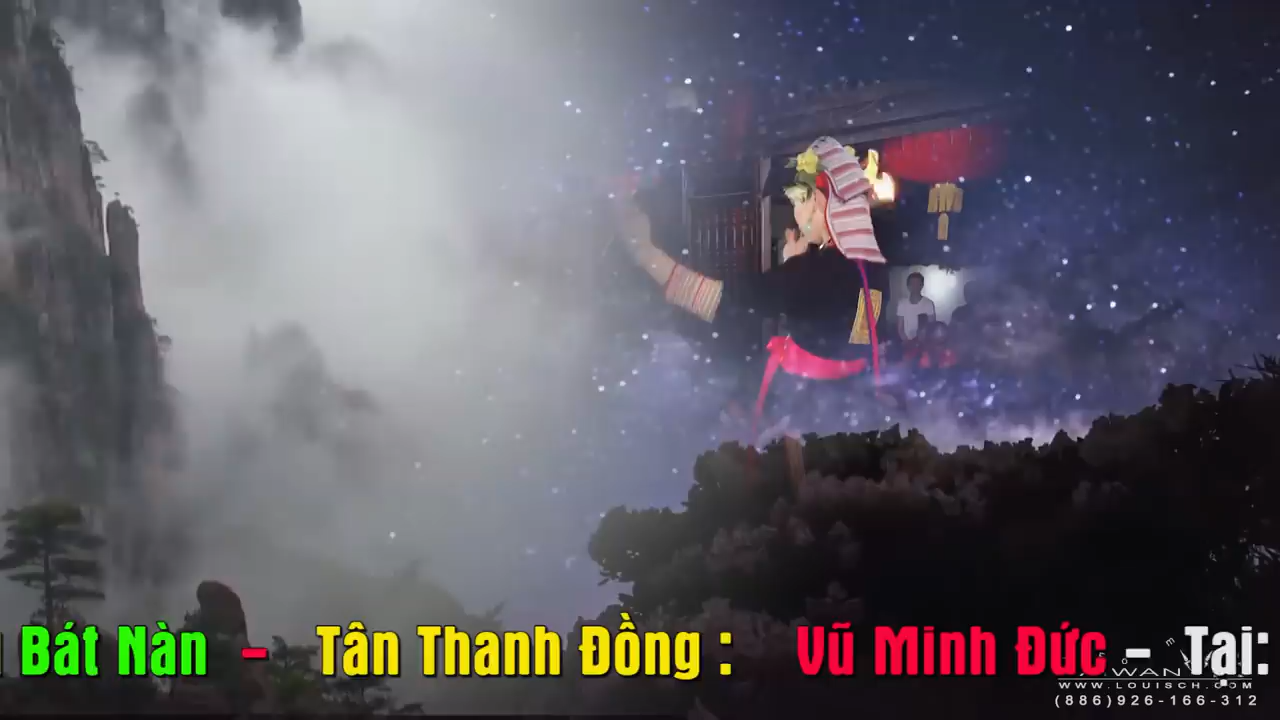 Bát Nàn - Tân Thanh Đồng : Vũ Minh Đức - Tại:
WWW.LOUISCH.COM
(886)926-166-312